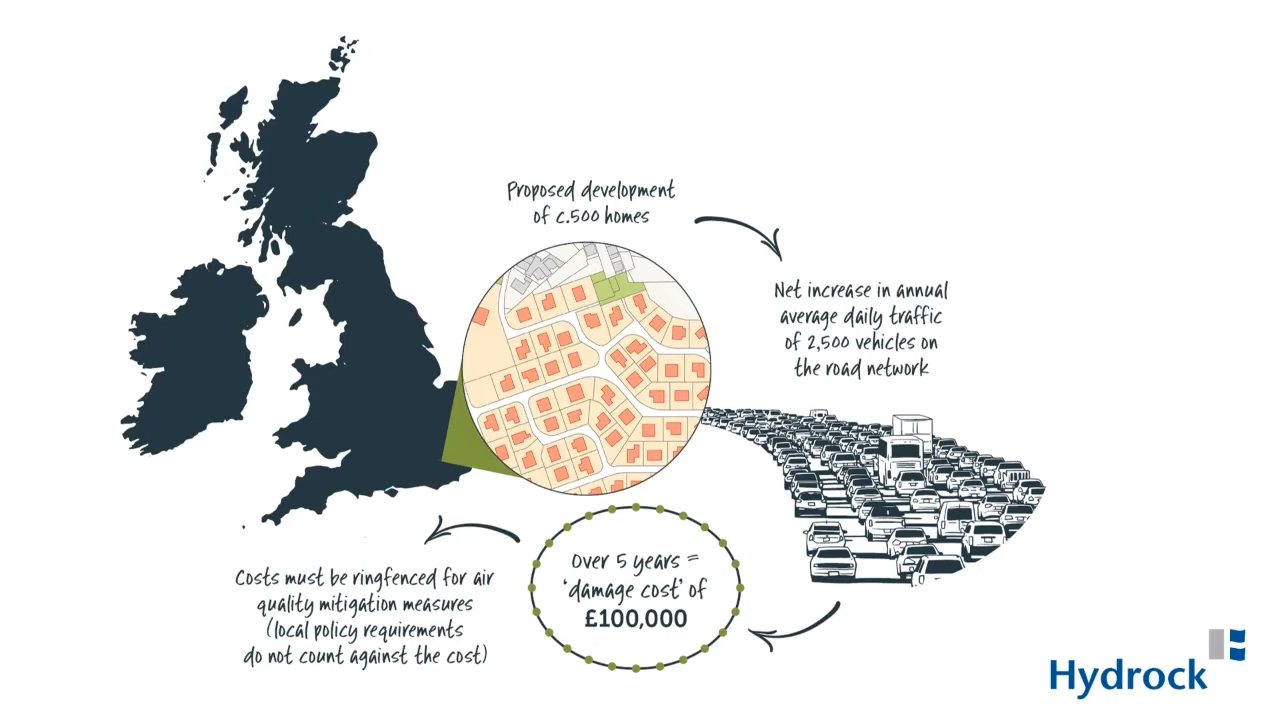 Proposed development
of c.500 homes
Net increase in annual
average daily traffic
of 2,500 vehicles on
the road network
Over 5 years =
'damage cost' of
£100,000
Costs must be ringfenced for air
quality mitigation measures
(local policy requirements
do not count against the cost)
Hydrock